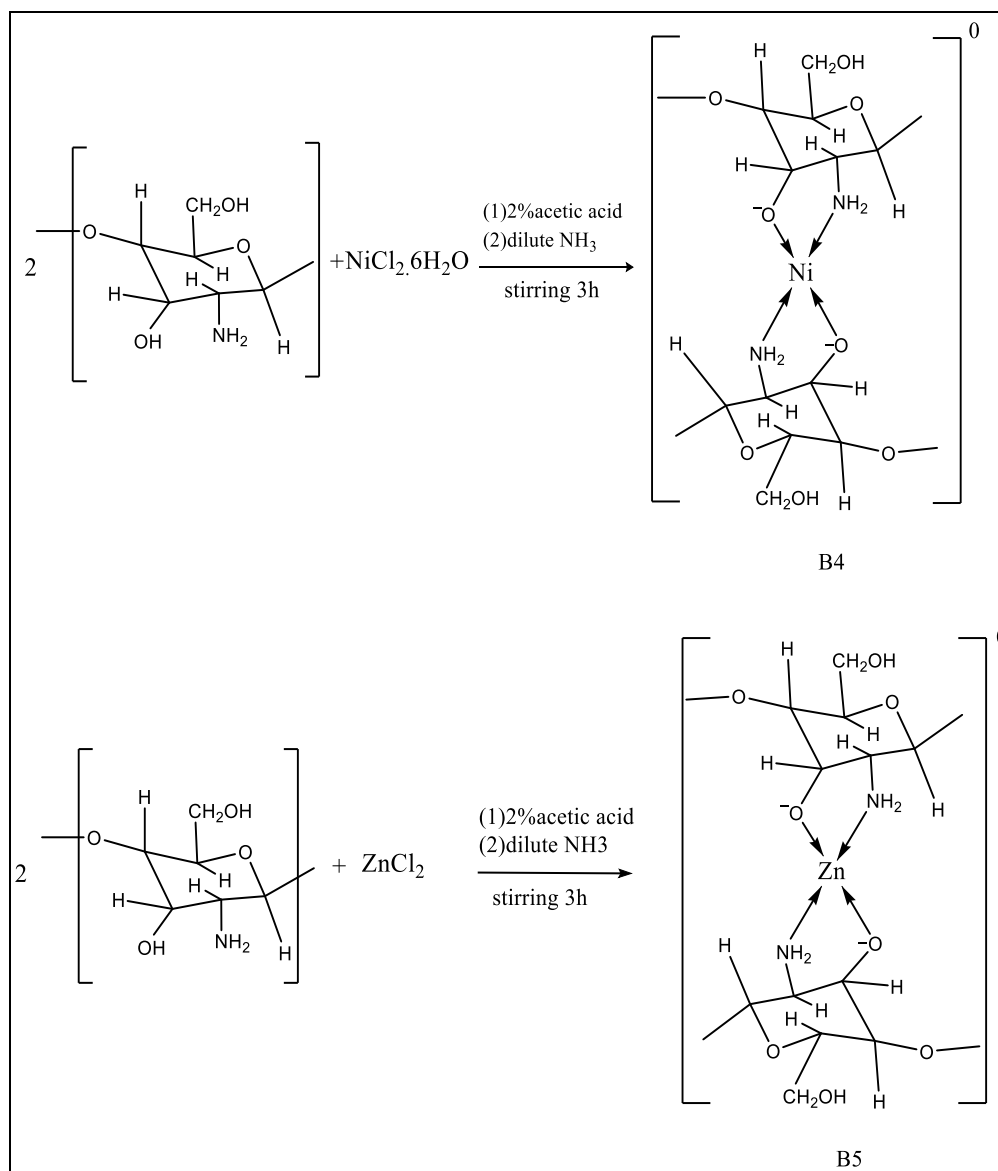 2
H
CH₂OH
O
O
H
H
H
OH
NH₂
H
+NiCl₂.6H₂O
(1)2%acetic acid
(2)dilute NH₃
stirring 3h
0
H
CH₂OH
O
O
H
H
H
⁻O
NH₂
H
Ni
NH₂
⁻O
H
H
H
H
O
O
CH₂OH
H
B4
2
H
CH₂OH
O
O
H
H
H
OH
NH₂
H
+ ZnCl₂
(1)2%acetic acid
(2)dilute NH3
stirring 3h
H
CH₂OH
O
O
H
H
H
⁻O
NH₂
H
Zn
NH₂
⁻O
H
H
H
H
O
O
CH₂OH
H
B5